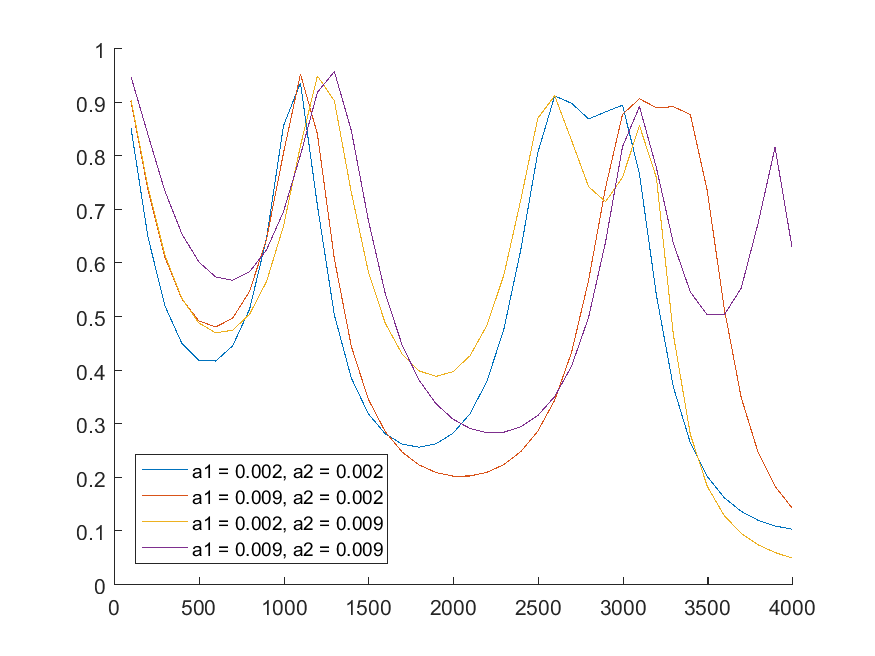 1
0.9
0.8
0.7
0.6
0.5
0.4
0.3
0.2
0.1
0
a1 = 0.002, a2 = 0.002
a1 = 0.009, a2 = 0.002
a1 = 0.002, a2 = 0.009
a1 = 0.009, a2 = 0.009
0 500 1000 1500 2000 2500 3000 3500 4000